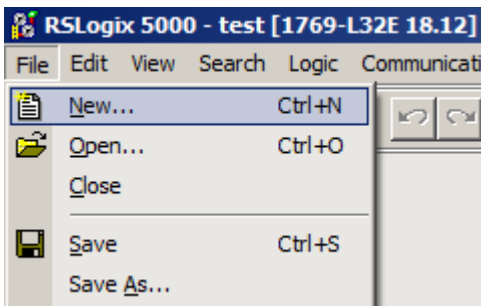 RSLogix 5000 - test [1769-L32E 18.12]
File Edit View Search Logic Communicati
New... Ctrl+N
Open... Ctrl+O
Close
Save Ctrl+S
Save As...